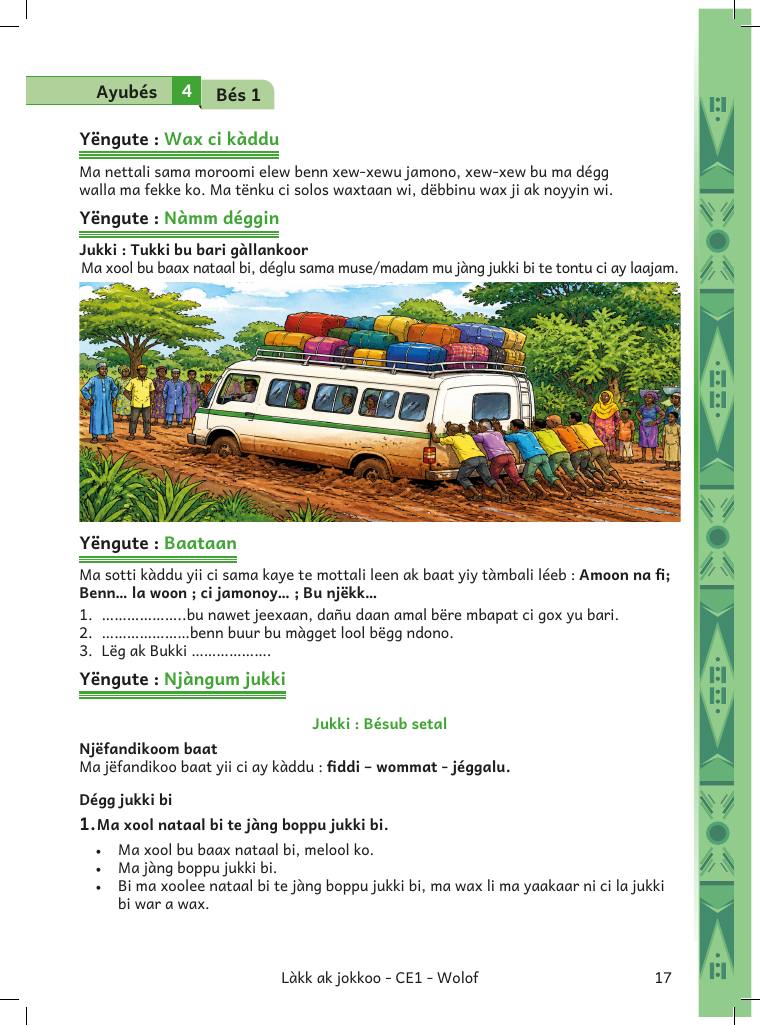 Ayubés 4 Bés 1
Yëngute : Wax ci kàddu
Ma nettali sama moroomi elew benn xew-xewu jamono, xew-xew bu ma dégg
walla ma fekke ko. Ma tënku ci solos waxtaan wi, dëbbinu wax ji ak noyyin wi.
Yëngute : Nàmm déggin
Jukki : Tukki bu bari gàllankoor
Ma xool bu baax nataal bi, déglu sama muse/madam mu jàng jukki bi te tontu ci ay laajam.
Yëngute : Baataan
Ma sotti kàddu yii ci sama kaye te mottali leen ak baat yiy tàmbali léeb : Amoon na fi;
Benn... la woon ; ci jamonoy... ; Bu njëkk...
1. ....................bu nawet jeexaan, dañu daan amal bëre mbapat ci gox yu bari.
2. .....................benn buur bu màgget lool bëgg ndono.
3. Lëg ak Bukki ...................
Yëngute : Njàngum jukki
Jukki : Bésub setal
Njëfandikoom baat
Ma jëfandikoo baat yii ci ay kàddu : fiddi – wommat - jéggalu.
Dégg jukki bi
1.Ma xool nataal bi te jàng boppu jukki bi.
• Ma xool bu baax nataal bi, melool ko.
• Ma jàng boppu jukki bi.
• Bi ma xoolee nataal bi te jàng boppu jukki bi, ma wax li ma yaakaar ni ci la jukki
bi war a wax.
Làkk ak jokkoo - CE1 - Wolof 17